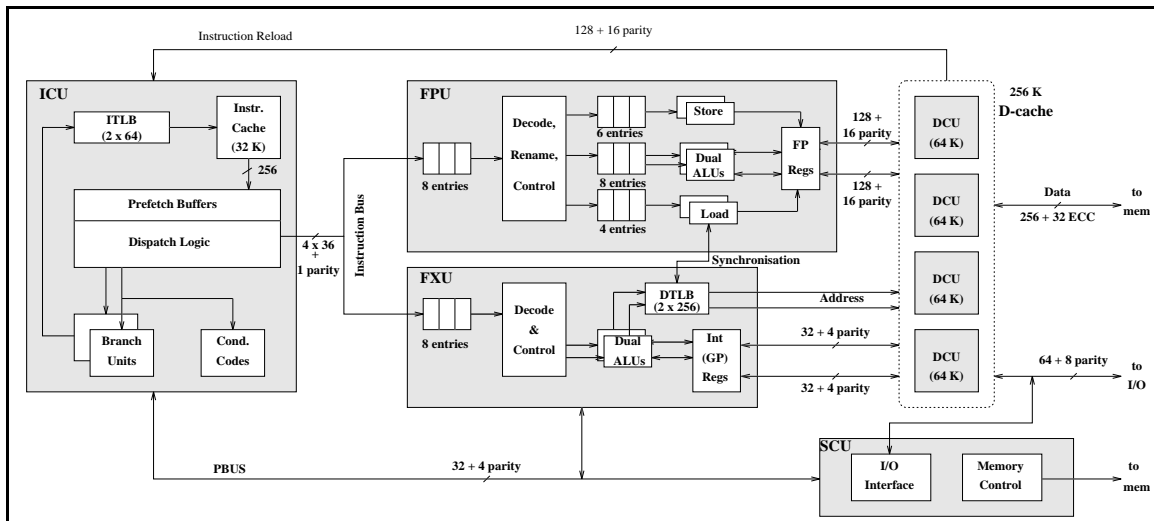 Instruction Reload
128 + 16 parity
ICU
ITLB
(2 x 64)
Instr.
Cache
(32 K)
256
Prefetch Buffers
Dispatch Logic
Branch
Units
Cond.
Codes
4 x 36
+
1 parity
Instruction Bus
FPU
8 entries
Decode,
Rename,
Control
6 entries
8 entries
4 entries
Store
Dual
ALUs
Load
FP
Regs
128 +
16 parity
128 +
16 parity
Synchronisation
FXU
8 entries
Decode
&
Control
DTLB
(2 x 256)
Dual
ALUs
Int
(GP)
Regs
Address
32 + 4 parity
32 + 4 parity
256 K
D-cache
DCU
(64 K)
DCU
(64 K)
DCU
(64 K)
DCU
(64 K)
Data
256 + 32 ECC
to
mem
64 + 8 parity
to
I/O
PBUS
32 + 4 parity
SCU
I/O
Interface
Memory
Control
to
mem